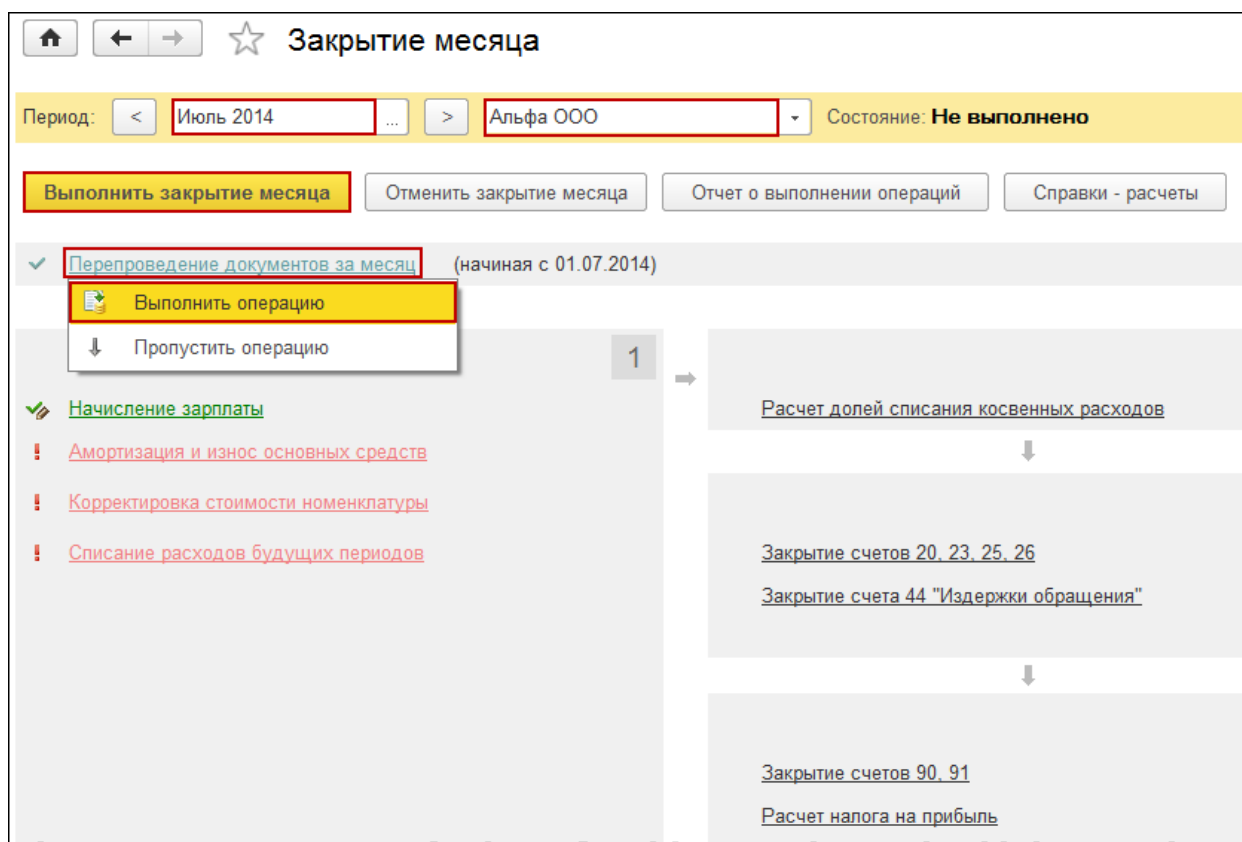 Закрытие месяца
Период: < Июль 2014 ... > Альфа ООО Состояние: Не выполнено
Выполнить закрытие месяца Отменить закрытие месяца Отчет о выполнении операций Справки - расчеты
Перепроведение документов за месяц (начиная с 01.07.2014)
Выполнить операцию
Пропустить операцию
1
Начисление зарплаты
Амортизация и износ основных средств
Корректировка стоимости номенклатуры
Списание расходов будущих периодов
Расчет долей списания косвенных расходов
Закрытие счетов 20, 23, 25, 26
Закрытие счета 44 "Издержки обращения"
Закрытие счетов 90, 91
Расчет налога на прибыль